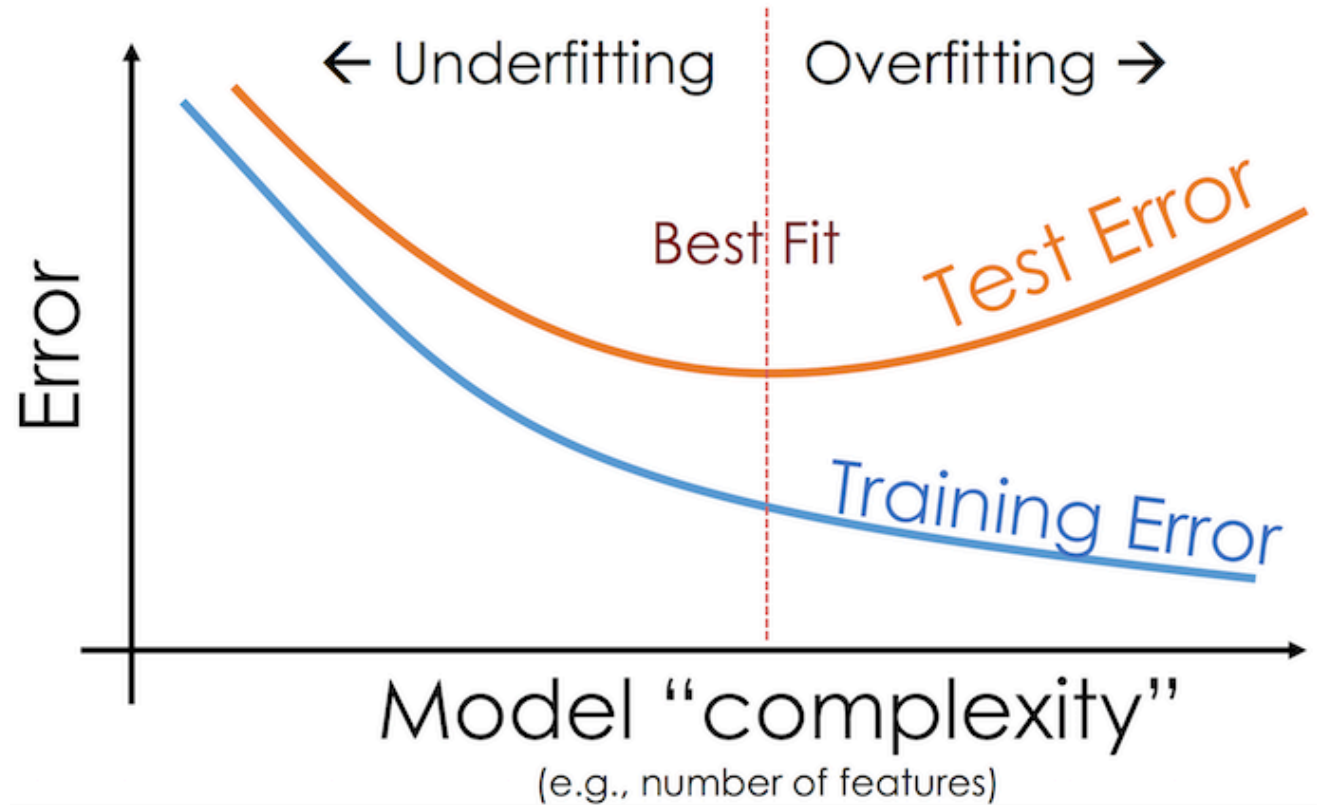 ← Underfitting
Overfitting →
Best Fit
Test Error
Error
Training Error
Model “complexity”
(e.g., number of features)